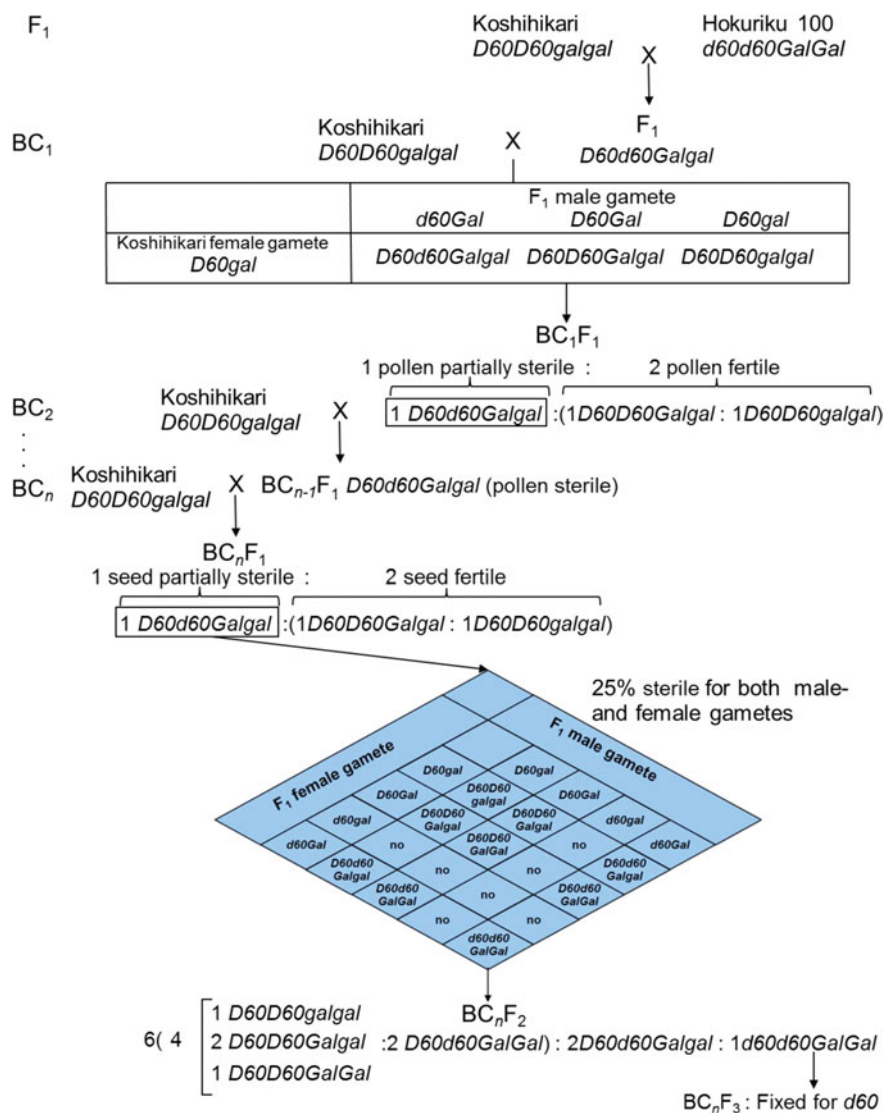 F1
Koshihikari
D60D60galgal
X
Hokuriku 100
d60d60GalGal
BC1
Koshihikari
D60D60galgal
X
F1
D60d60Galgal
F1 male gamete
d60Gal D60Gal D60gal
Koshihikari female gamete
D60gal
D60d60Galgal D60D60Galgal D60D60galgal
BC1F1
1 pollen partially sterile : 2 pollen fertile
1 D60d60Galgal :(1D60D60Galgal : 1D60D60galgal)
BC2
Koshihikari
D60D60galgal
X
BCn
Koshihikari
D60D60galgal
X
BCn-1F1 D60d60Galgal (pollen sterile)
BCnF1
1 seed partially sterile : 2 seed fertile
1 D60d60Galgal :(1D60D60Galgal : 1D60D60galgal)
25% sterile for both male-
and female gametes
F1 female gamete
F1 male gamete
D60gal D60gal
D60Gal
D60D60
galgal
D60Gal
d60gal
D60D60
Galgal
D60D60
Galgal
d60gal
d60Gal
no
D60D60
GalGal
no
d60Gal
D60d60
Galgal
no
no
D60d60
Galgal
D60d60
GalGal
no
D60d60
GalGal
no
no
d60d60
GalGal
BCnF2
6( 4
1 D60D60galgal
2 D60D60Galgal
1 D60D60GalGal
:2 D60d60GalGal) : 2D60d60Galgal : 1d60d60GalGal
BCnF3 : Fixed for d60